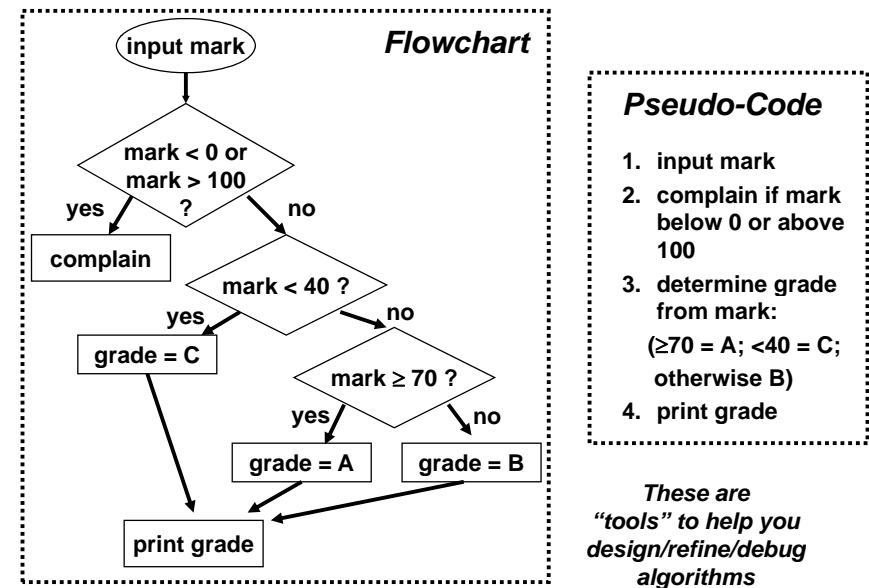 Flowchart
input mark
mark < 0 or
mark > 100
?
yes
no
complain
mark < 40 ?
yes
no
grade = C
mark ≥ 70 ?
yes
no
grade = A
grade = B
print grade
Pseudo-Code
1. input mark
2. complain if mark
below 0 or above
100
3. determine grade
from mark:
(≥70 = A; <40 = C;
otherwise B)
4. print grade
These are
“tools” to help you
design/refine/debug
algorithms